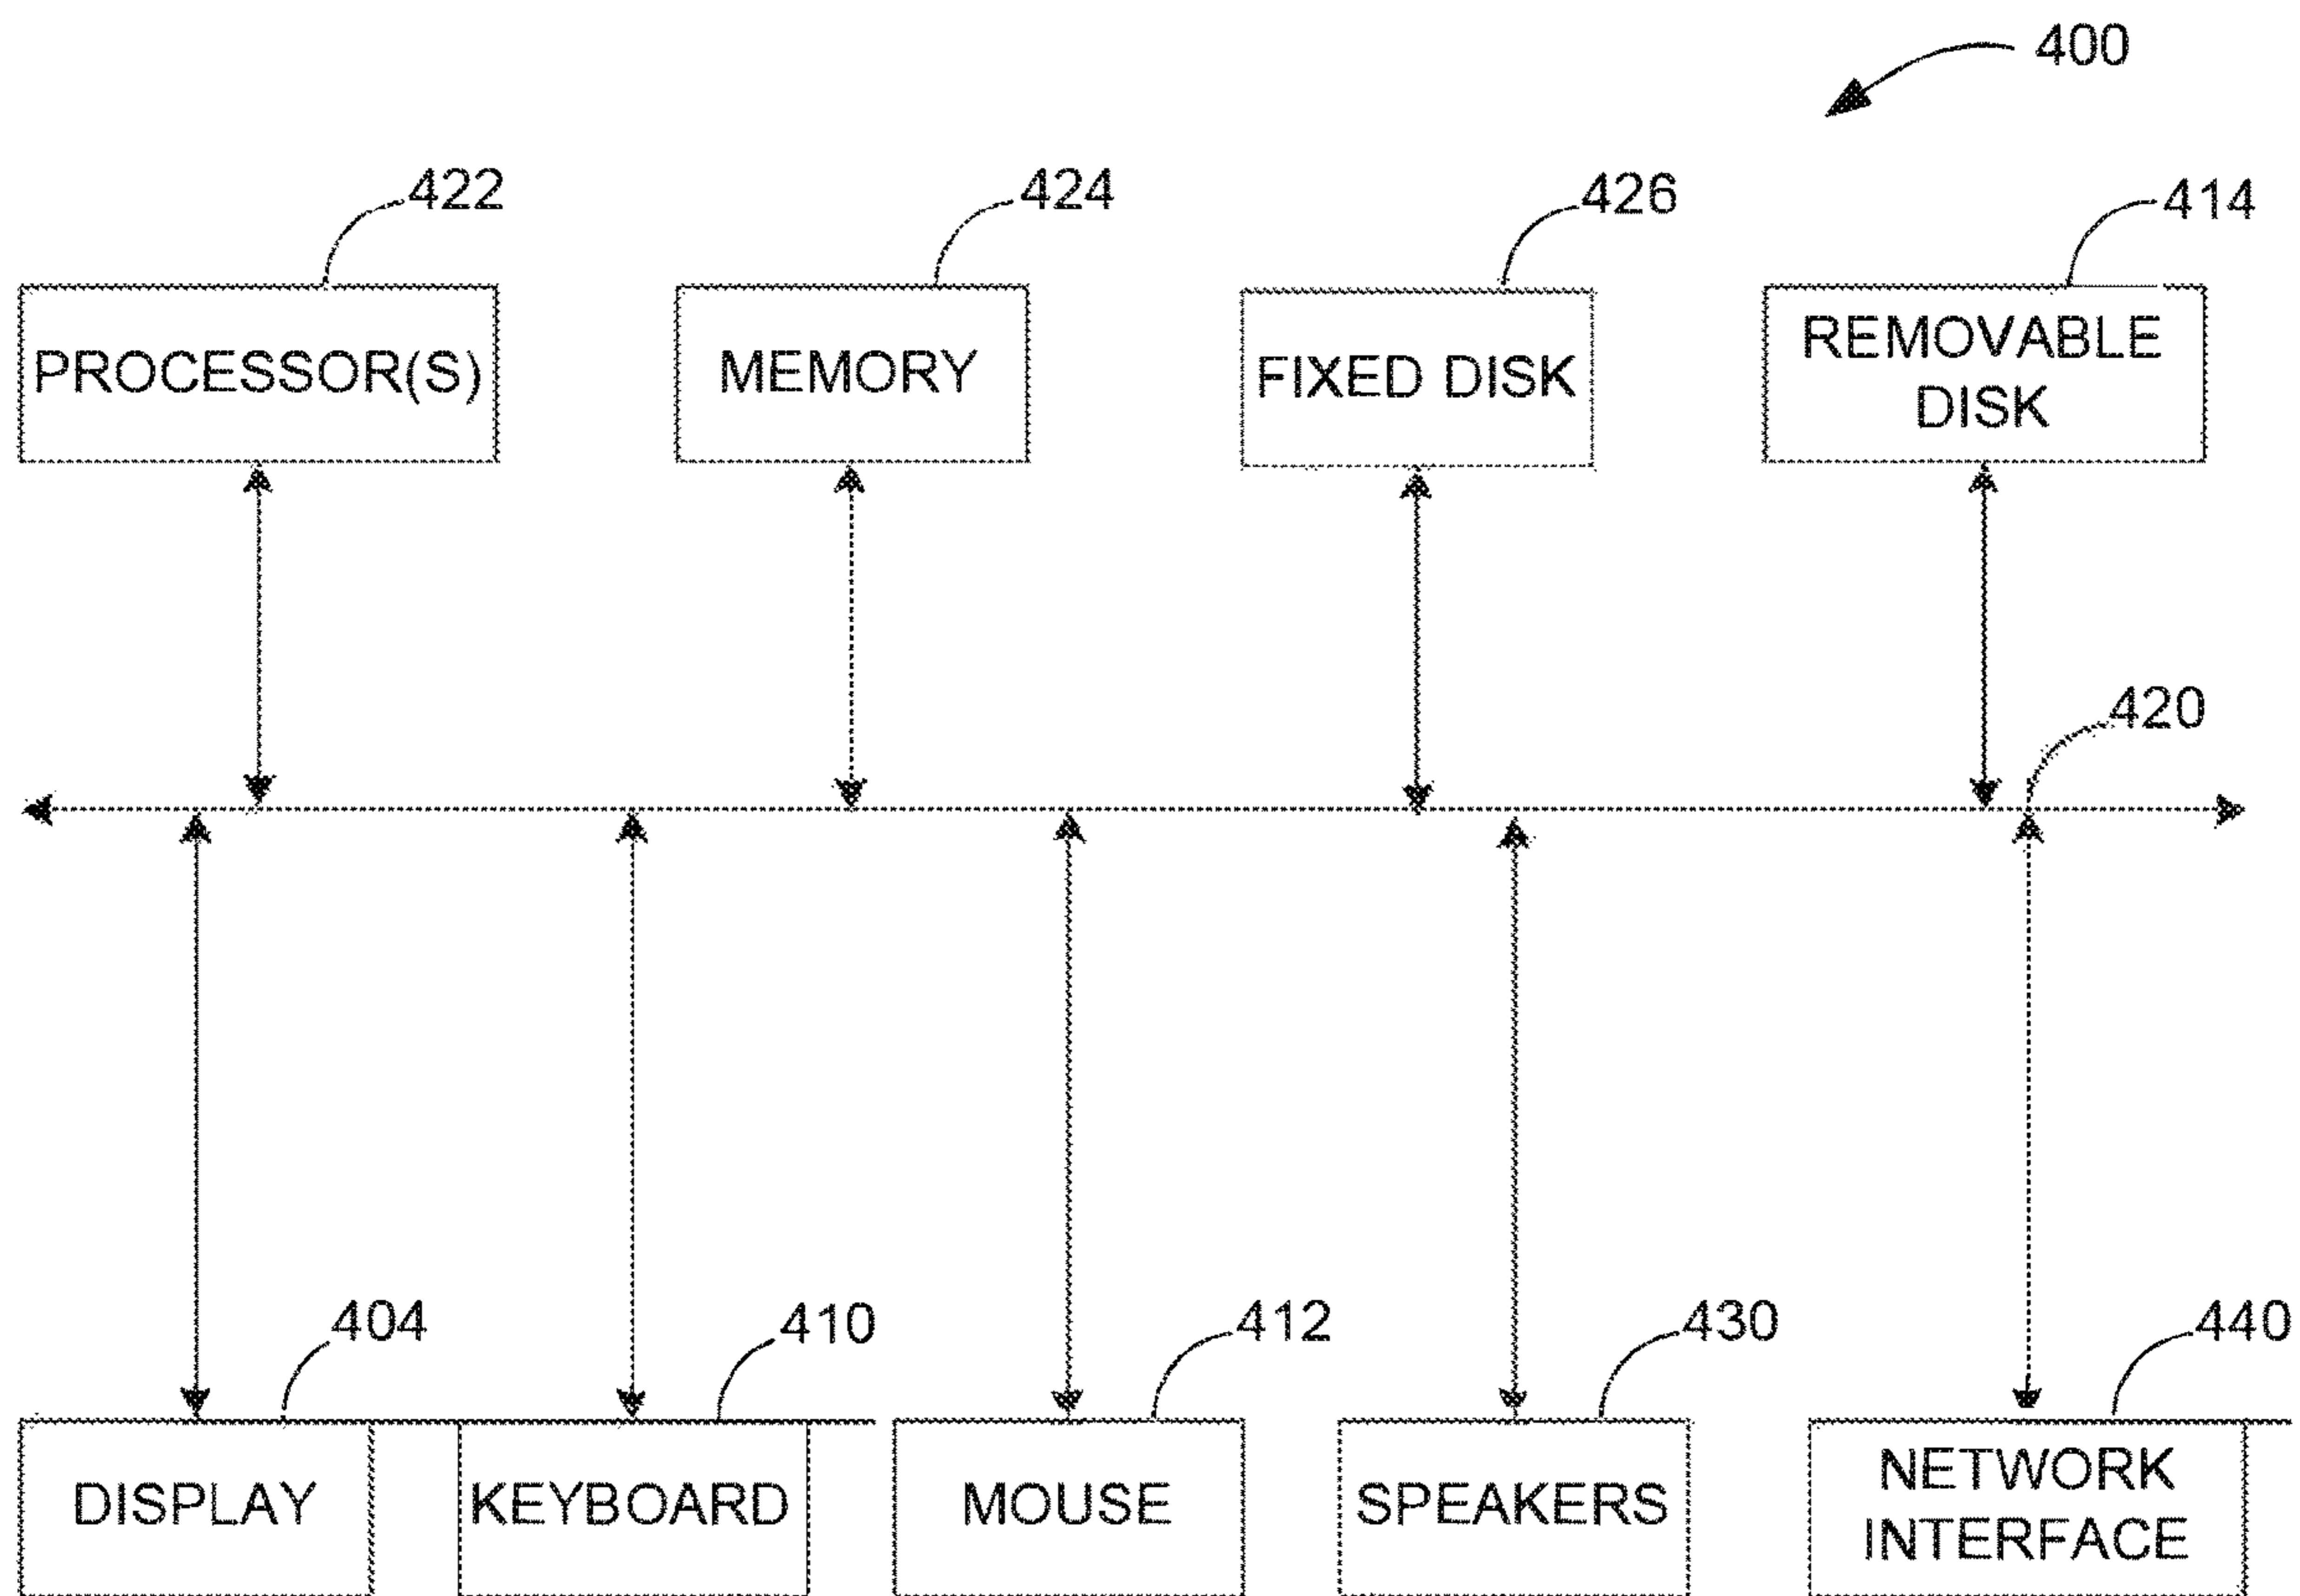 400
422
424
426
414
PROCESSOR(S)
MEMORY
FIXED DISK
REMOVABLE
DISK
420
404
410
412
430
440
DISPLAY
KEYBOARD
MOUSE
SPEAKERS
NETWORK
INTERFACE